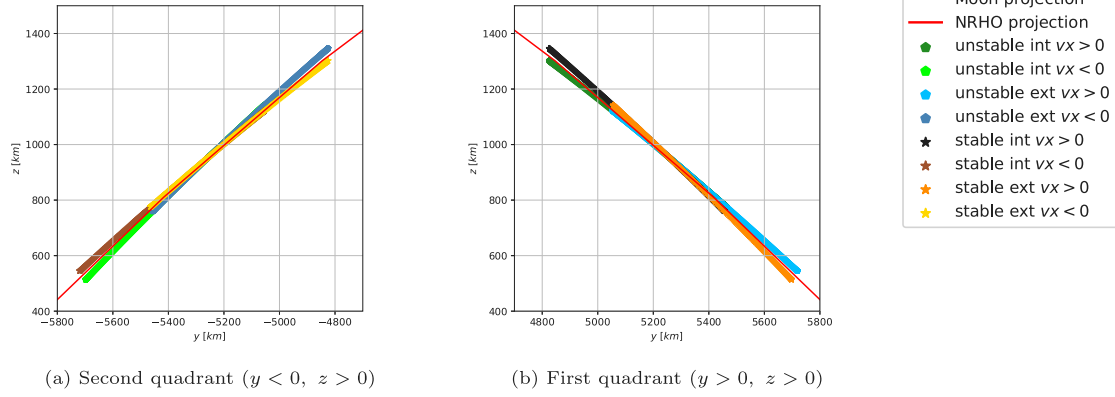 1400
1200
1000
800
600
400
z [km]
−5800 −5600 −5400 −5200 −5000 −4800
y [km]
(a) Second quadrant (y < 0, z > 0)
1400
1200
1000
800
600
400
z [km]
4800 5000 5200 5400 5600 5800
y [km]
(b) First quadrant (y > 0, z > 0)
Moon projection
NRHO projection
unstable int vx > 0
unstable int vx < 0
unstable ext vx > 0
unstable ext vx < 0
stable int vx > 0
stable int vx < 0
stable ext vx > 0
stable ext vx < 0